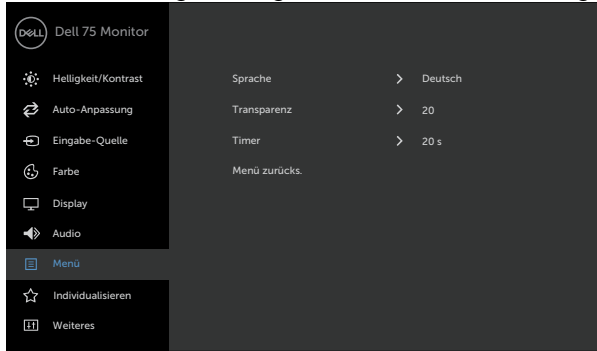 DELL Dell 75 Monitor
Helligkeit/Kontrast
Auto-Anpassung
Eingabe-Quelle
Farbe
Display
Audio
Menü
Individualisieren
Weiteres
Sprache > Deutsch
Transparenz > 20
Timer > 20 s
Menü zurücks.